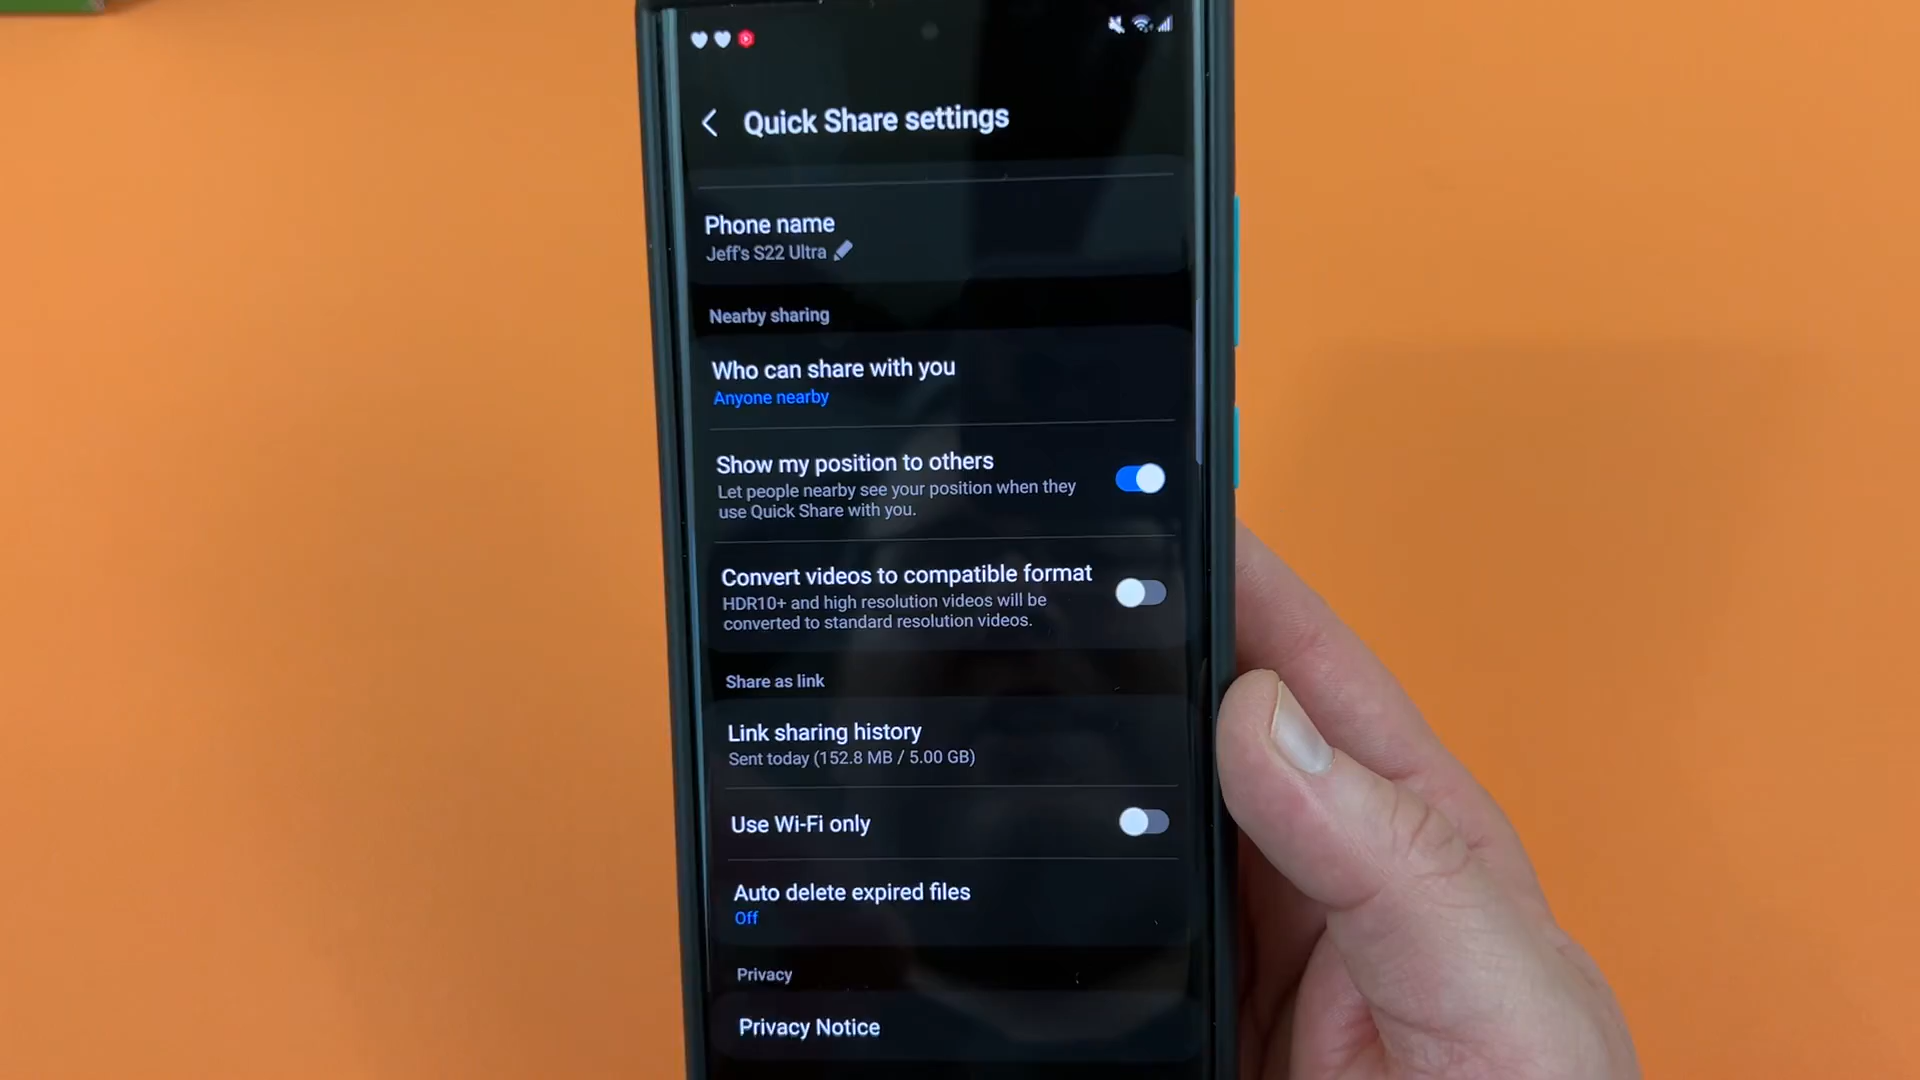 Quick Share settings
Phone name
Jeff's S22 Ultra
Nearby sharing
Who can share with you
Anyone nearby
Show my position to others
Let people nearby see your position when they
use Quick Share with you.
Convert videos to compatible format
HDR10+ and high resolution videos will be
converted to standard resolution videos.
Share as link
Link sharing history
Sent today (152.8 MB / 5.00 GB)
Use Wi-Fi only
Auto delete expired files
Off
Privacy
Privacy Notice